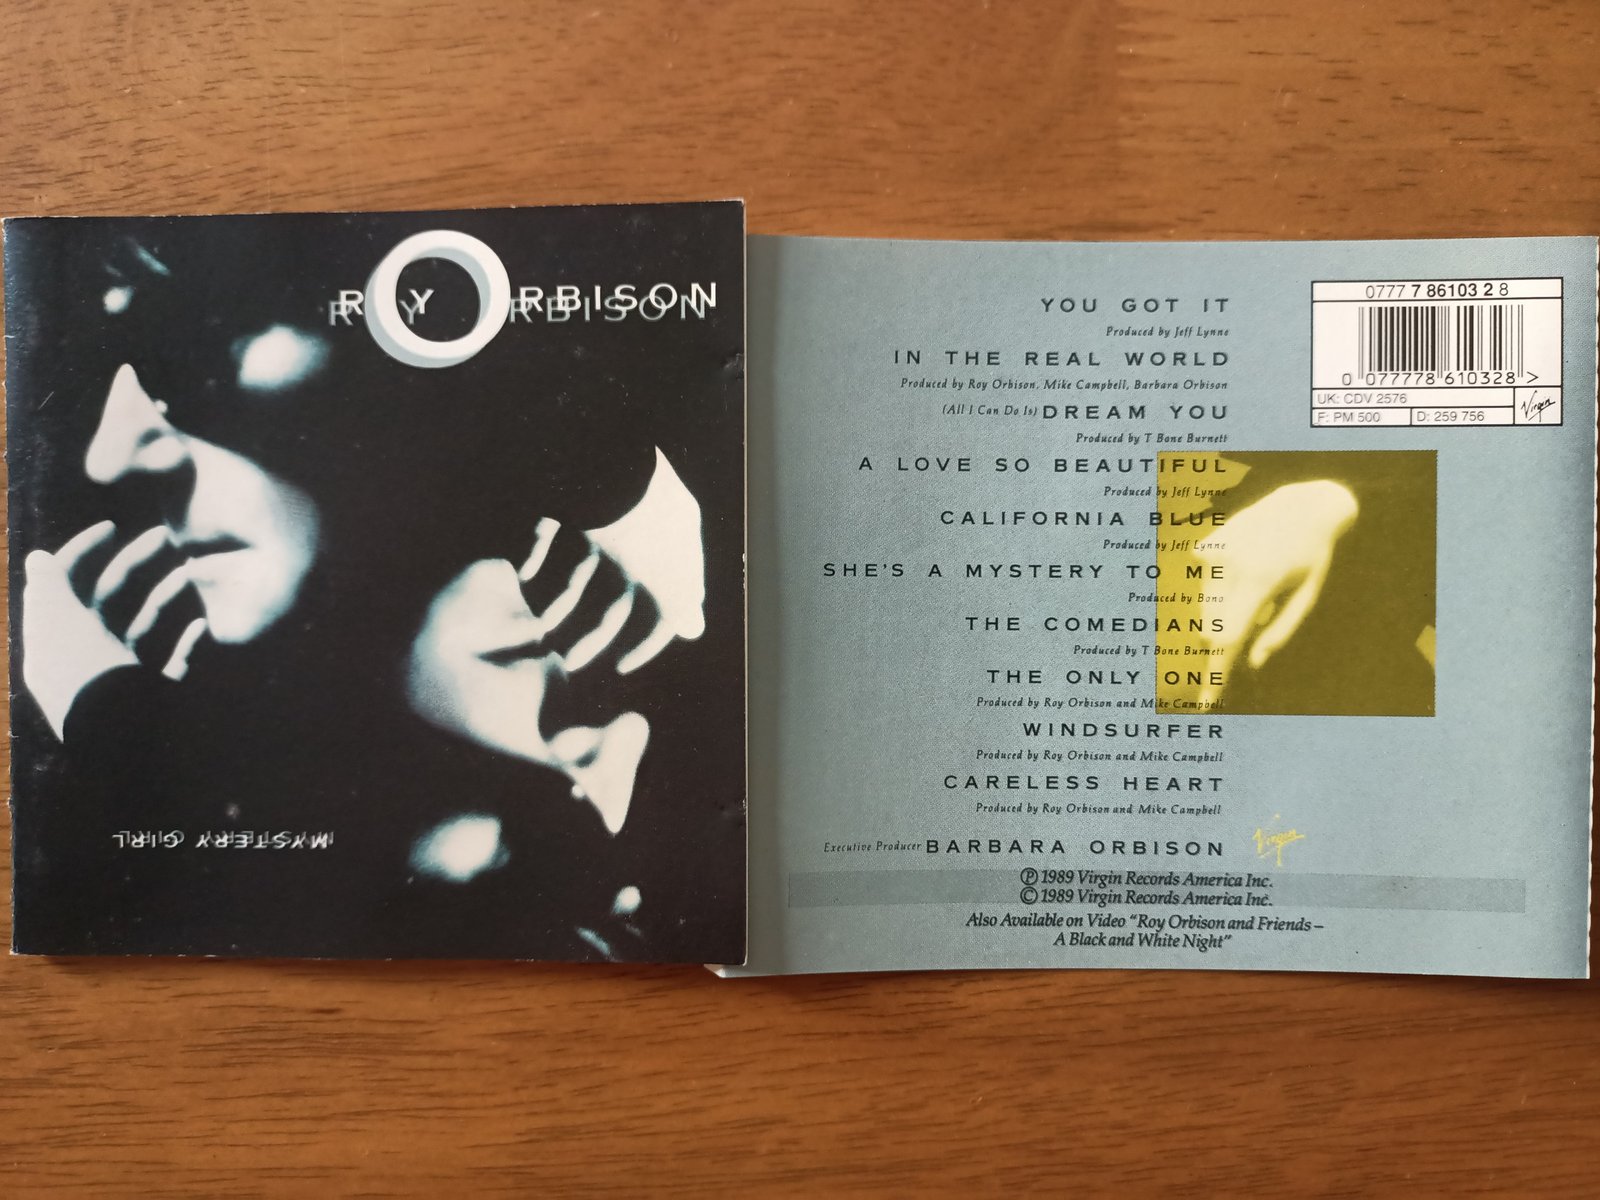 ROY ORBISON
MYSTERY GIRL
YOU GOT IT
Produced by Jeff Lynne
IN THE REAL WORLD
Produced by Roy Orbison, Mike Campbell, Barbara Orbison
(All I Can Do Is) DREAM YOU
Produced by T Bone Burnett
A LOVE SO BEAUTIFUL
Produced by Jeff Lynne
CALIFORNIA BLUE
Produced by Jeff Lynne
SHE'S A MYSTERY TO ME
Produced by Bono
THE COMEDIANS
Produced by T Bone Burnett
THE ONLY ONE
Produced by Roy Orbison and Mike Campbell
WINDSURFER
Produced by Roy Orbison and Mike Campbell
CARELESS HEART
Produced by Roy Orbison and Mike Campbell
Executive Producer BARBARA ORBISON
Virgin
℗ 1989 Virgin Records America Inc.
© 1989 Virgin Records America Inc.
Also Available on Video "Roy Orbison and Friends –
A Black and White Night"
0777 7 86103 2 8
0 077778 610328 >
UK: CDV 2576
F: PM 500 D: 259 756
Virgin